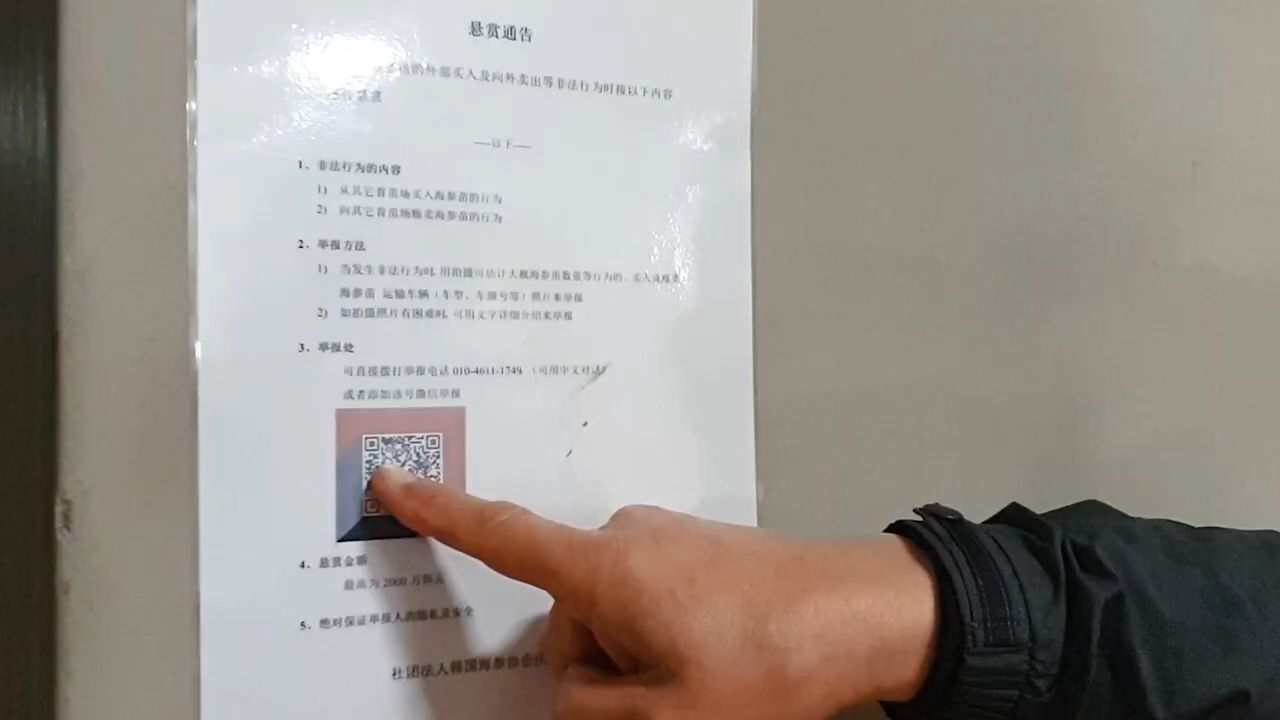 悬赏通告
的外部买入及向外卖出等非法行为时按以下内容
悬赏
——以下——
1、非法行为的内容
1) 从其它育苗场买入海参苗的行为
2) 向其它育苗场贩卖海参苗的行为
2、举报方法
1) 当发生非法行为时, 用拍摄可估计大概海参苗数量等行为的、买入或贩卖
海参苗 运输车辆（车型、车牌号等）照片来举报
2) 如拍摄照片有困难时, 可用文字详细介绍来举报
3、举报处
可直接拨打举报电话 010-4611-1749 （可用中文对话）
或者添加该号微信举报
4、悬赏金额
最高为 2000 万韩元
5、绝对保证举报人的隐私及安全
社团法人韩国海参协会